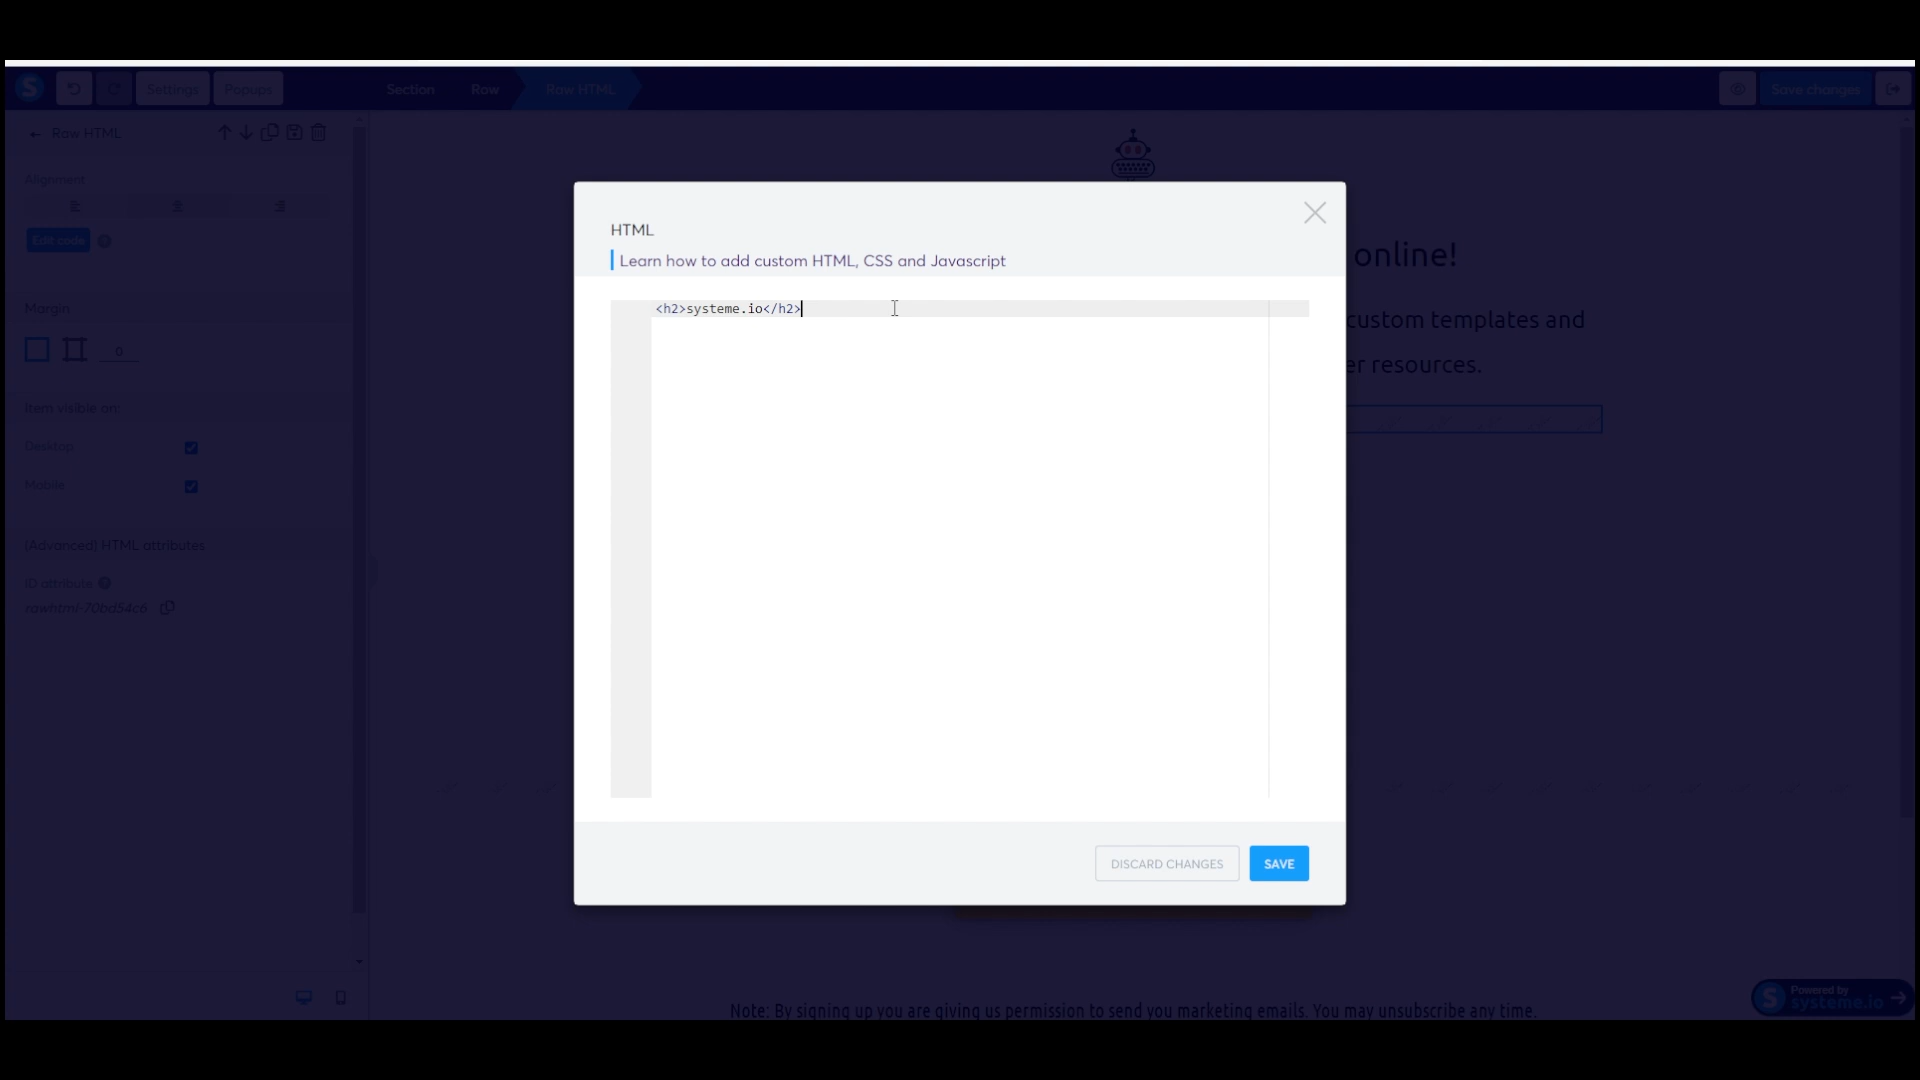 Settings
Popups
Section
Row
Raw HTML
Save changes
Raw HTML
Alignment
Edit code
Margin
0
Item visible on:
Desktop
Mobile
(Advanced) HTML attributes
ID attribute
rawhtml-70bd54c6
HTML
Learn how to add custom HTML, CSS and Javascript
<h2>systeme.io</h2>
DISCARD CHANGES
SAVE
online!
custom templates and
er resources.
Note: By signing up you are giving us permission to send you marketing emails. You may unsubscribe any time.
Powered by
systeme.io